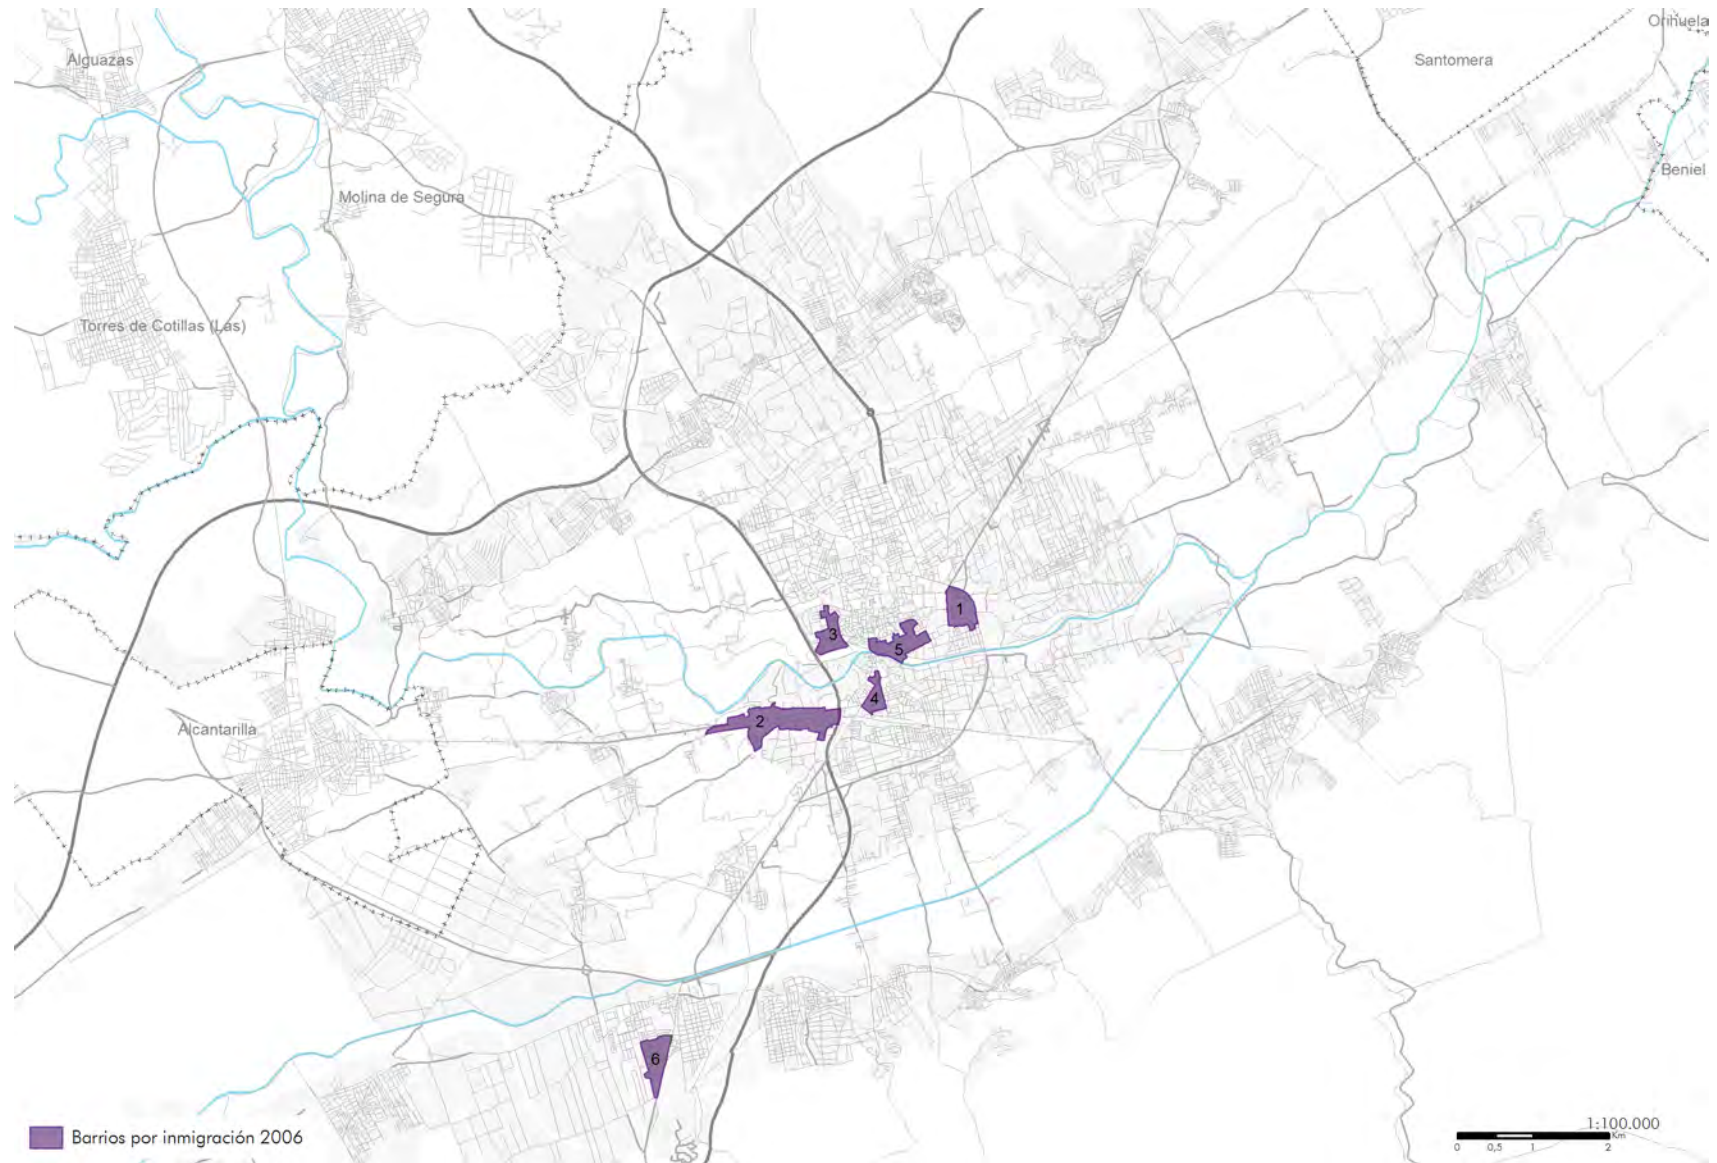 Orihuela
Alguazas
Santomera
Beniel
Molina de Segura
Torres de Cotillas (Las)
1
3
5
4
2
Alcantarilla
6
Barrios por inmigración 2006
1:100.000
Km
0 0,5 1 2